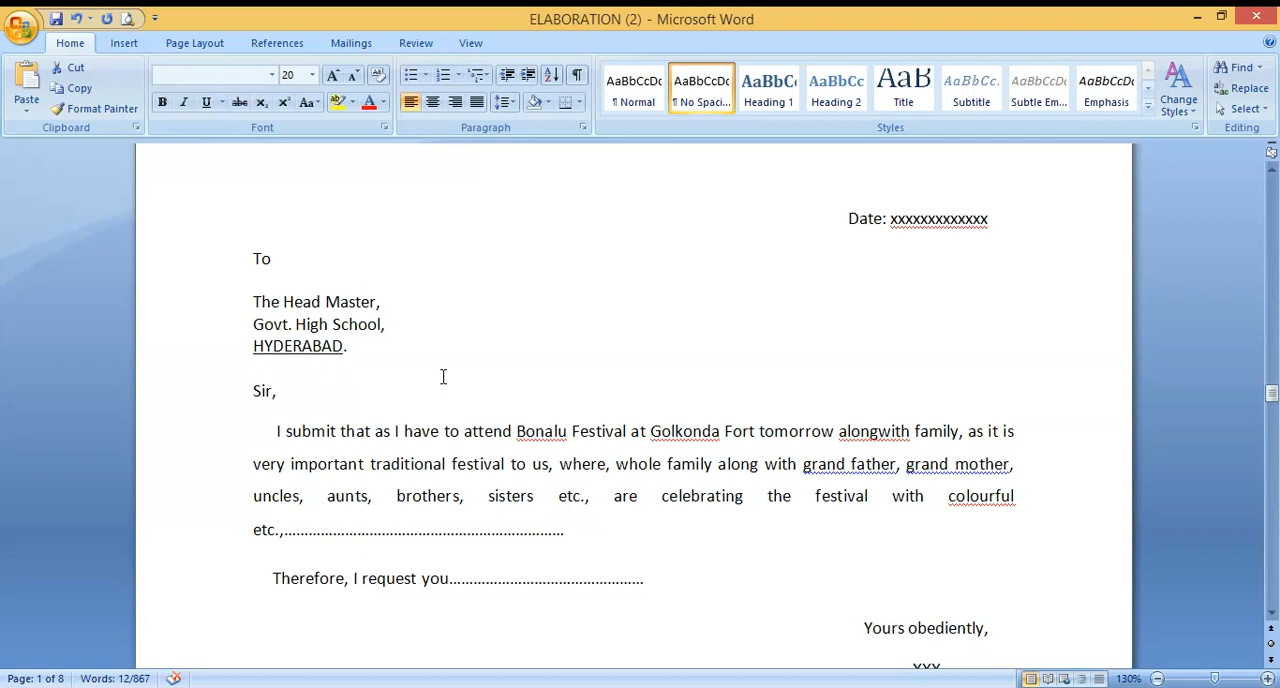 ELABORATION (2) - Microsoft Word
Home Insert Page Layout References Mailings Review View
Paste
Cut
Copy
Format Painter
Clipboard
20
Font
Paragraph
AaBbCcDc AaBbCcDc AaBbCc AaBbCc AaB AaBbCc. AaBbCcDc AaBbCcDc
¶ Normal ¶ No Spaci... Heading 1 Heading 2 Title Subtitle Subtle Em... Emphasis
Change Styles
Styles
Find
Replace
Select
Editing
Date: xxxxxxxxxxxxx
To
The Head Master,
Govt. High School,
HYDERABAD.
Sir,
I submit that as I have to attend Bonalu Festival at Golkonda Fort tomorrow alongwith family, as it is
very important traditional festival to us, where, whole family along with grand father, grand mother,
uncles, aunts, brothers, sisters etc., are celebrating the festival with colourful
etc.,……………………………………………………………
Therefore, I request you…………………………………………
Yours obediently,
XXX
Page: 1 of 8 Words: 12/867 130%